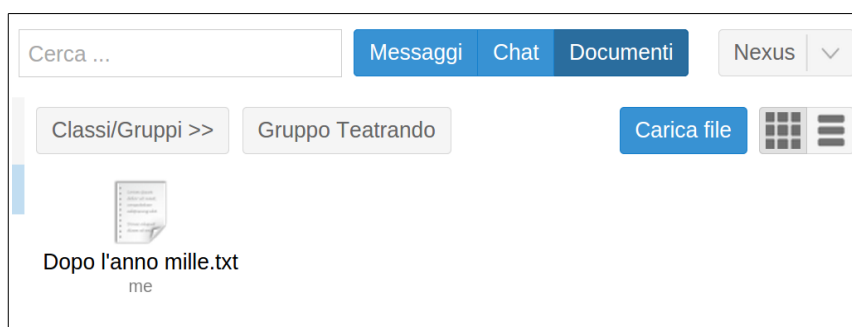 Cerca ...
Messaggi Chat Documenti
Nexus
Classi/Gruppi >> Gruppo Teatrando
Carica file
Dopo l'anno mille.txt
me